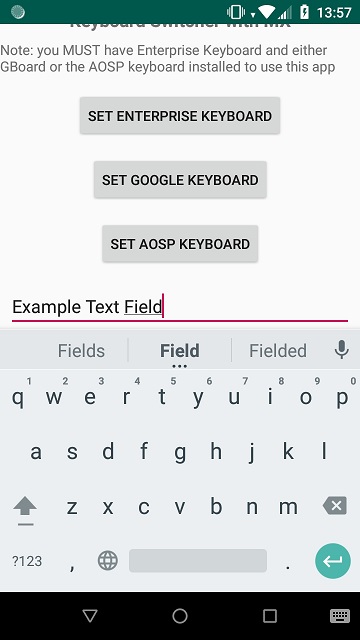 13:57
Keyboard Switcher with MX
Note: you MUST have Enterprise Keyboard and either
GBoard or the AOSP keyboard installed to use this app
SET ENTERPRISE KEYBOARD
SET GOOGLE KEYBOARD
SET AOSP KEYBOARD
Example Text Field
Fields Field Fielded
1 2 3 4 5 6 7 8 9 0
q w e r t y u i o p
a s d f g h j k l
z x c v b n m
?123 , .